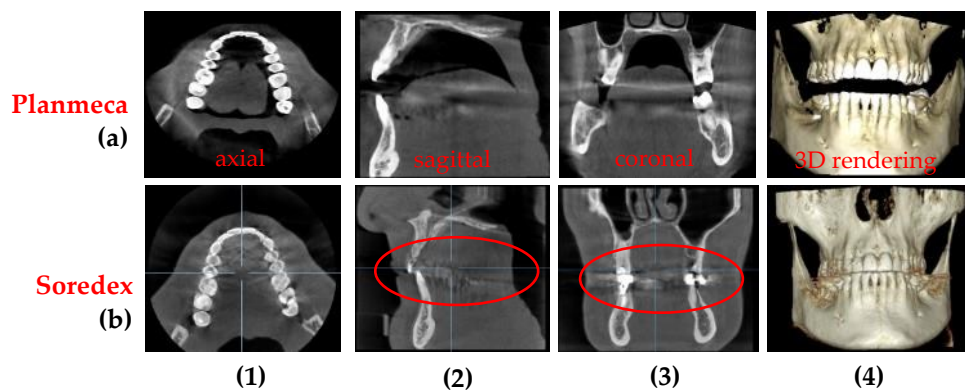 Planmeca
(a)
axial
sagittal
coronal
3D rendering
Soredex
(b)
(1)
(2)
(3)
(4)